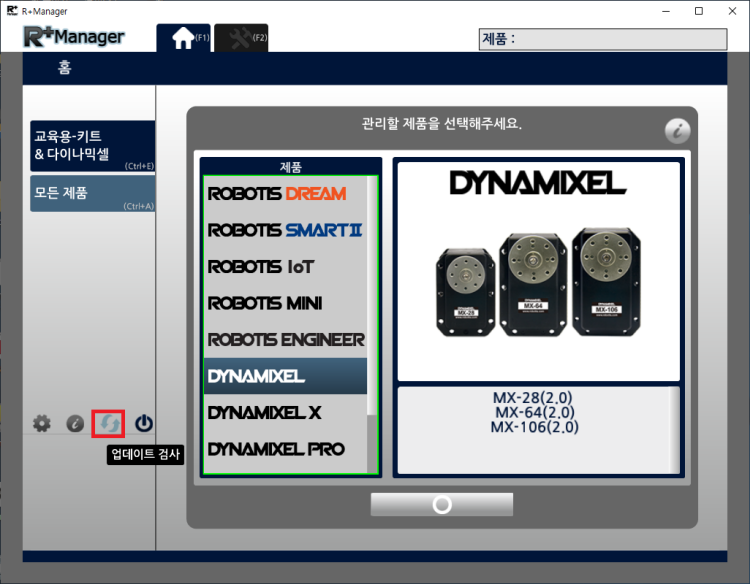 R+Manager
R+Manager
(F1)
(F2)
제품 :
홈
교육용-키트
& 다이나믹셀
(Ctrl+E)
모든 제품
(Ctrl+A)
업데이트 검사
관리할 제품을 선택해주세요.
제품
ROBOTIS DREAM
ROBOTIS SMART II
ROBOTIS IoT
ROBOTIS MINI
ROBOTIS ENGINEER
DYNAMIXEL
DYNAMIXEL X
DYNAMIXEL PRO
DYNAMIXEL
MX-28
MX-64
MX-106
MX-28(2.0)
MX-64(2.0)
MX-106(2.0)